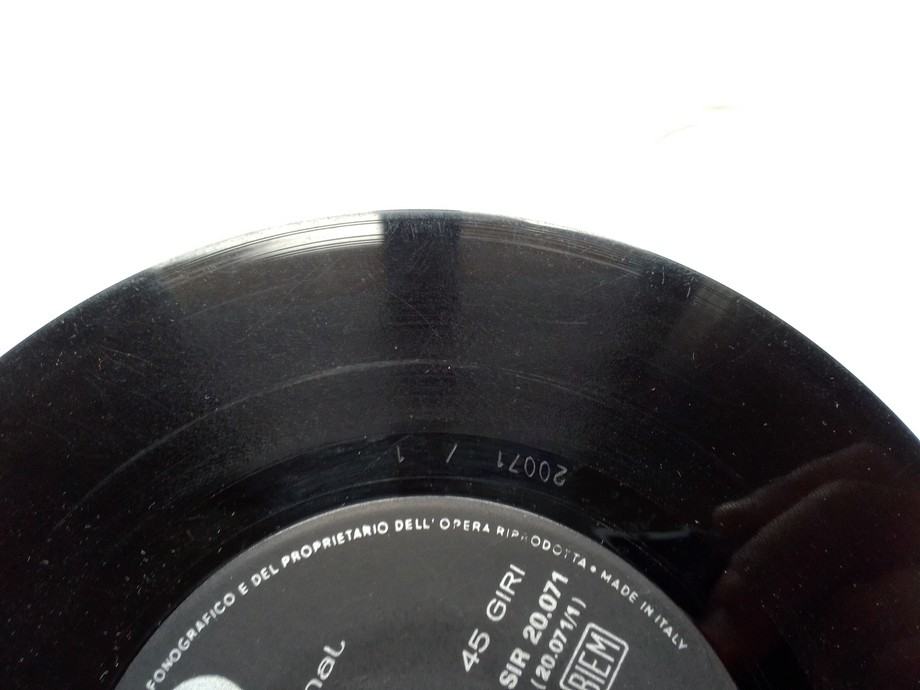 20071 / 1
FONOGRAFICO E DEL PROPRIETARIO DELL'OPERA RIPRODOTTA • MADE IN ITALY
45 GIRI
SIR 20.071
(20.071/1)
BIEM
nal